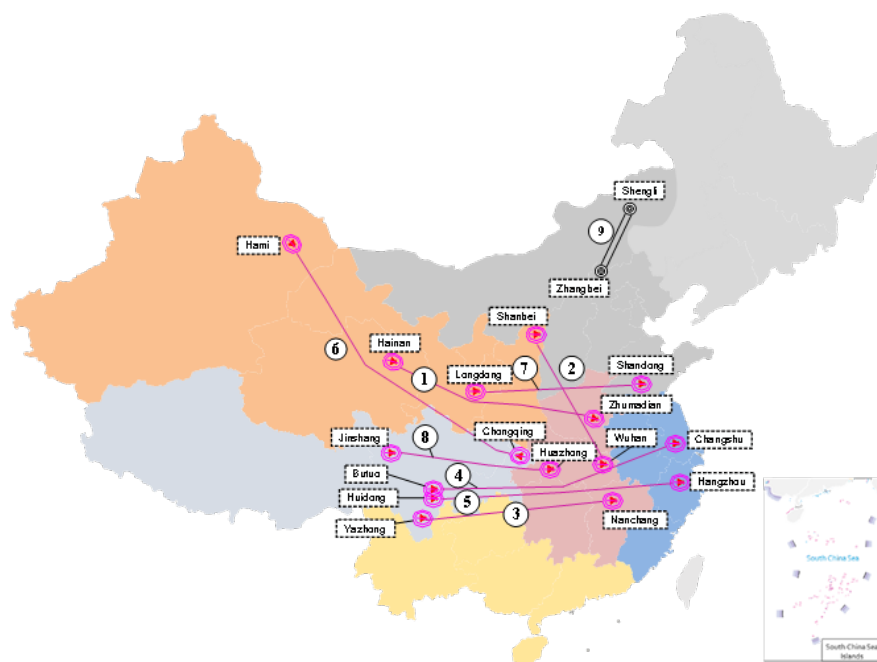 Shengli
9
Hami
Zhangbei
Shanbei
6
Hainan
7
2
Shandong
1
Longdong
Zhumadian
Jinshang
8
Chongqing
Huazhong
Wuhan
Changshu
Butuo
4
Huidong
5
Hangzhou
Yazhong
3
Nanchang
South China Sea
South China Sea
Islands